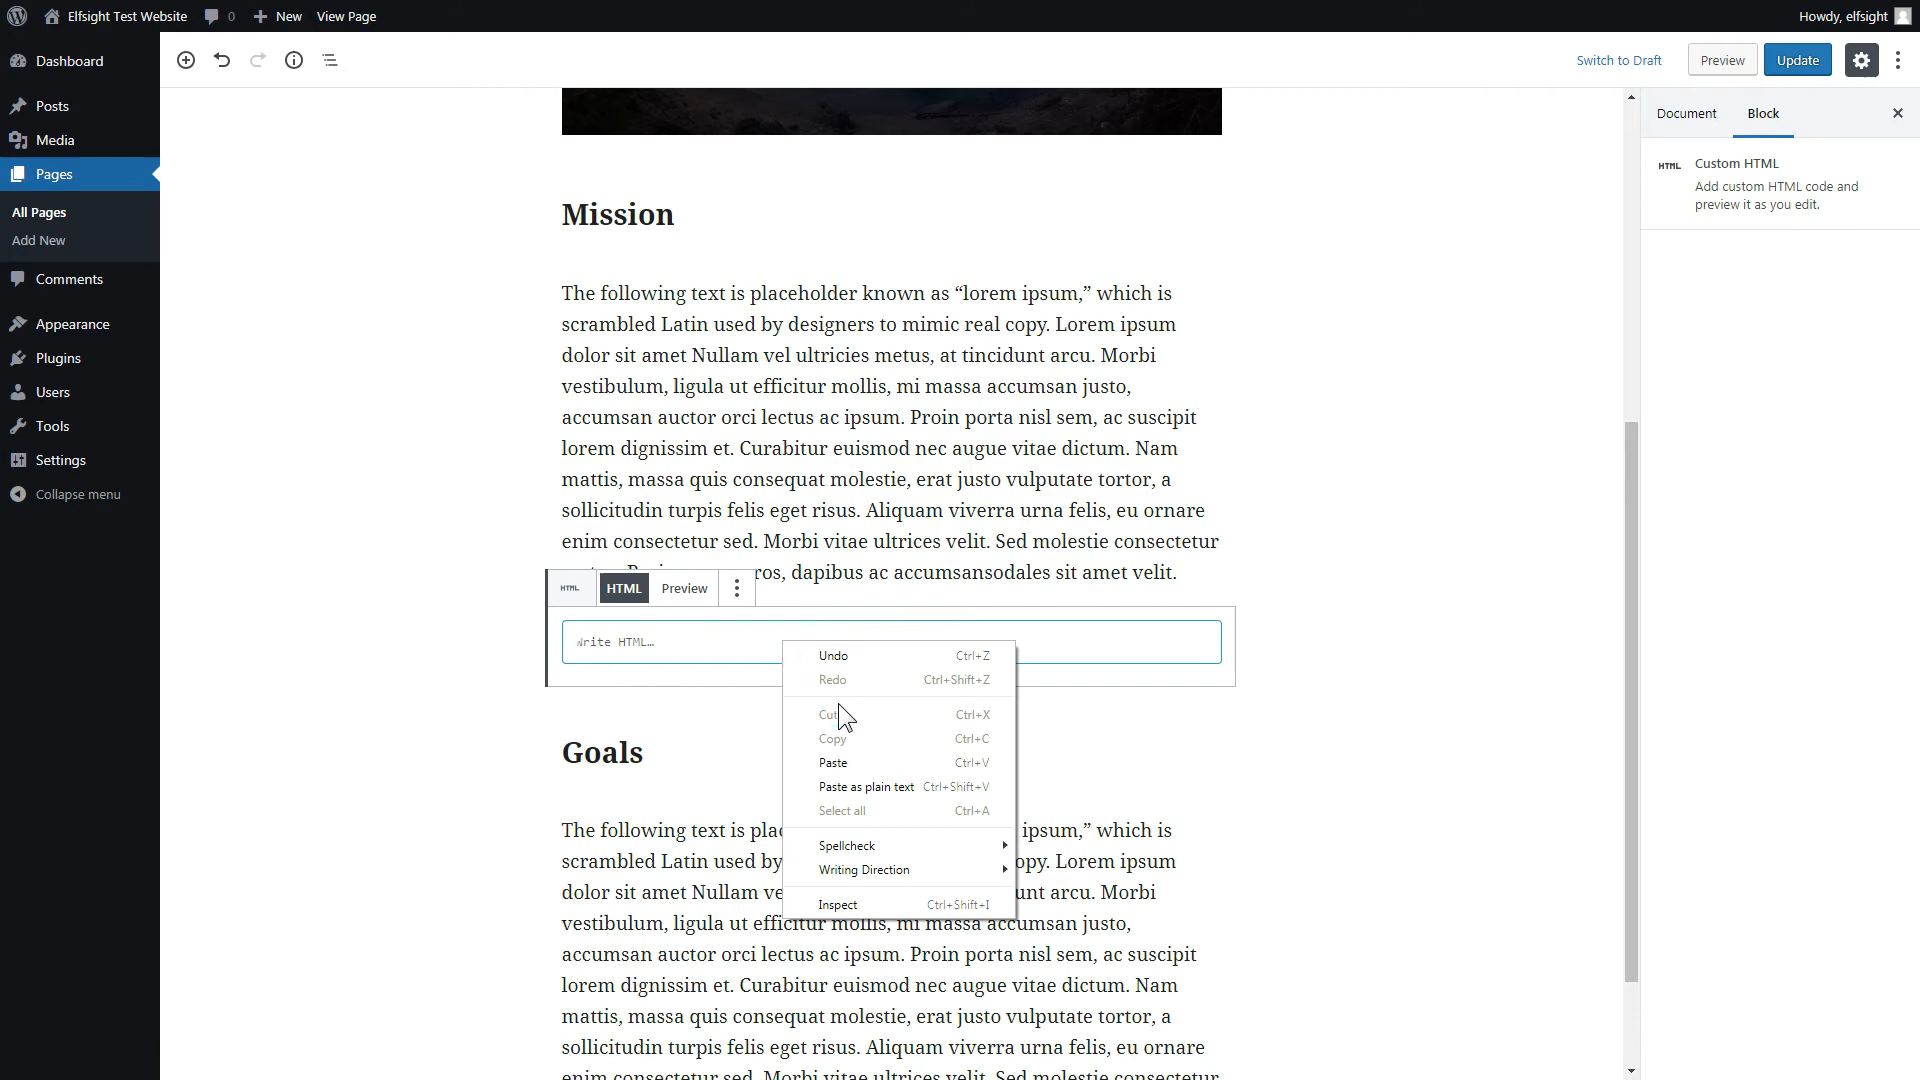 Elfsight Test Website 0 New View Page Howdy, elfsight
Dashboard
Posts
Media
Pages
All Pages
Add New
Comments
Appearance
Plugins
Users
Tools
Settings
Collapse menu
Switch to Draft Preview Update
Document Block
HTML Custom HTML
Add custom HTML code and
preview it as you edit.
Mission
The following text is placeholder known as “lorem ipsum,” which is
scrambled Latin used by designers to mimic real copy. Lorem ipsum
dolor sit amet Nullam vel ultricies metus, at tincidunt arcu. Morbi
vestibulum, ligula ut efficitur mollis, mi massa accumsan justo,
accumsan auctor orci lectus ac ipsum. Proin porta nisl sem, ac suscipit
lorem dignissim et. Curabitur euismod nec augue vitae dictum. Nam
mattis, massa quis consequat molestie, erat justo vulputate tortor, a
sollicitudin turpis felis eget risus. Aliquam viverra urna felis, eu ornare
enim consectetur sed. Morbi vitae ultrices velit. Sed molestie consectetur
ros, dapibus ac accumsansodales sit amet velit.
HTML HTML Preview
Write HTML…
Undo Ctrl+Z
Redo Ctrl+Shift+Z
Cut Ctrl+X
Copy Ctrl+C
Paste Ctrl+V
Paste as plain text Ctrl+Shift+V
Select all Ctrl+A
Spellcheck
Writing Direction
Inspect Ctrl+Shift+I
Goals
The following text is plac ipsum,” which is
scrambled Latin used by opy. Lorem ipsum
dolor sit amet Nullam ve unt arcu. Morbi
vestibulum, ligula ut efficitur mollis, mi massa accumsan justo,
accumsan auctor orci lectus ac ipsum. Proin porta nisl sem, ac suscipit
lorem dignissim et. Curabitur euismod nec augue vitae dictum. Nam
mattis, massa quis consequat molestie, erat justo vulputate tortor, a
sollicitudin turpis felis eget risus. Aliquam viverra urna felis, eu ornare
enim consectetur sed. Morbi vitae ultrices velit. Sed molestie consectetur